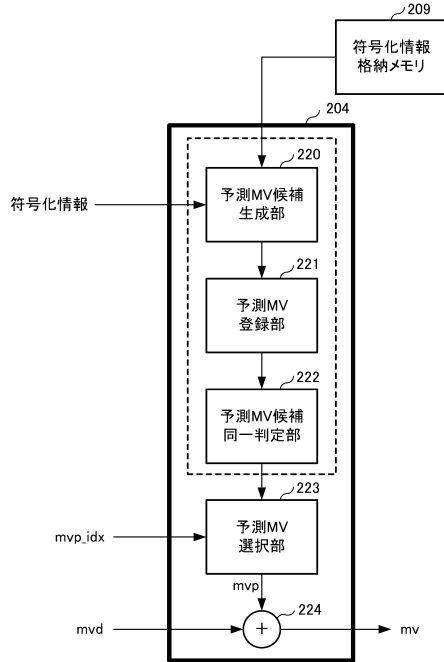 209
符号化情報
格納メモリ
204
220
予測MV候補
生成部
符号化情報
221
予測MV
登録部
222
予測MV候補
同一判定部
223
予測MV
選択部
mvp_idx
mvp
224
mvd
+
mv